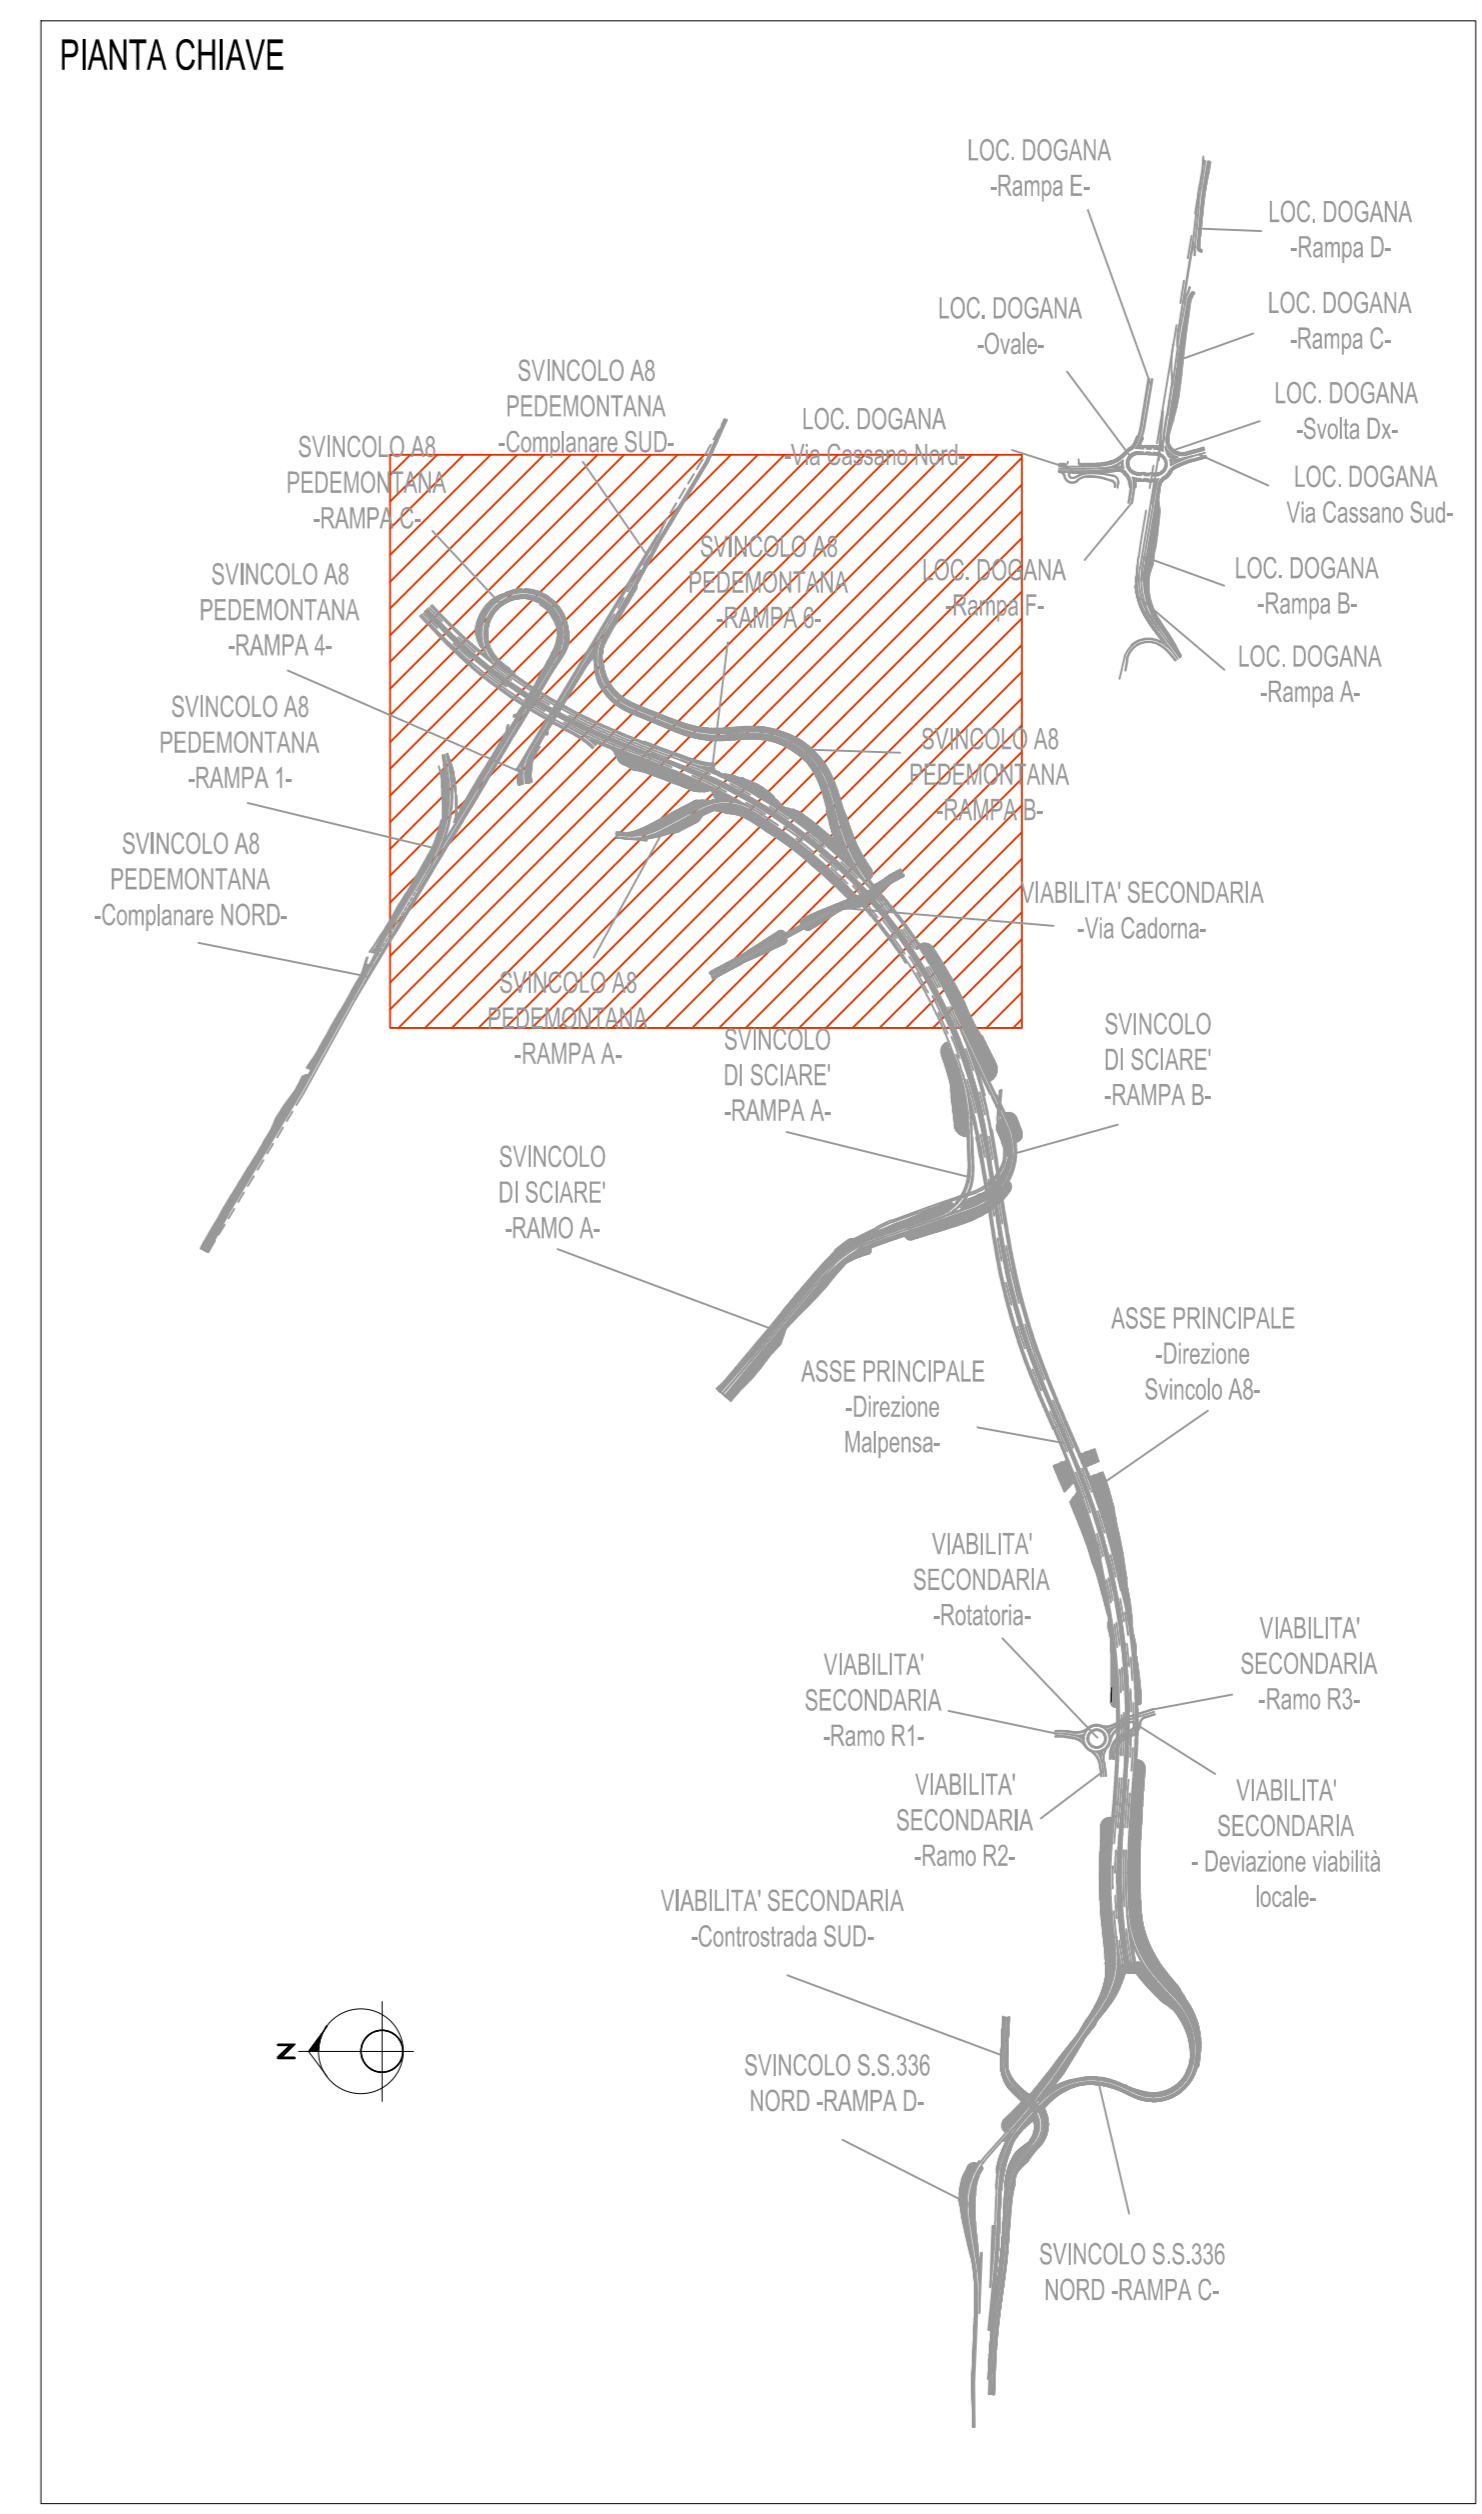 PIANTA CHIAVE
LOC. DOGANA
-Rampa E-
LOC. DOGANA
-Rampa D-
LOC. DOGANA
-Ovale-
LOC. DOGANA
-Rampa C-
SVINCOLO A8
PEDEMONTANA
-Complanare SUD-
LOC. DOGANA
-Via Cassano Nord-
LOC. DOGANA
-Svolta Dx-
SVINCOLO A8
PEDEMONTANA
-RAMPA C-
LOC. DOGANA
Via Cassano Sud-
SVINCOLO A8
PEDEMONTANA
-RAMPA 4-
SVINCOLO A8
PEDEMONTANA
-RAMPA 6-
LOC. DOGANA
-Rampa F-
LOC. DOGANA
-Rampa B-
LOC. DOGANA
-Rampa A-
SVINCOLO A8
PEDEMONTANA
-RAMPA 1-
SVINCOLO A8
PEDEMONTANA
-RAMPA B-
SVINCOLO A8
PEDEMONTANA
-Complanare NORD-
VIABILITA' SECONDARIA
-Via Cadorna-
SVINCOLO A8
PEDEMONTANA
-RAMPA A-
SVINCOLO
DI SCIARE'
-RAMPA A-
SVINCOLO
DI SCIARE'
-RAMPA B-
SVINCOLO
DI SCIARE'
-RAMO A-
ASSE PRINCIPALE
-Direzione
Svincolo A8-
ASSE PRINCIPALE
-Direzione
Malpensa-
VIABILITA'
SECONDARIA
-Rotatoria-
VIABILITA'
SECONDARIA
-Ramo R3-
VIABILITA'
SECONDARIA
-Ramo R1-
VIABILITA'
SECONDARIA
-Ramo R2-
VIABILITA'
SECONDARIA
- Deviazione viabilità
locale-
VIABILITA' SECONDARIA
-Controstrada SUD-
N
SVINCOLO S.S.336
NORD -RAMPA D-
SVINCOLO S.S.336
NORD -RAMPA C-